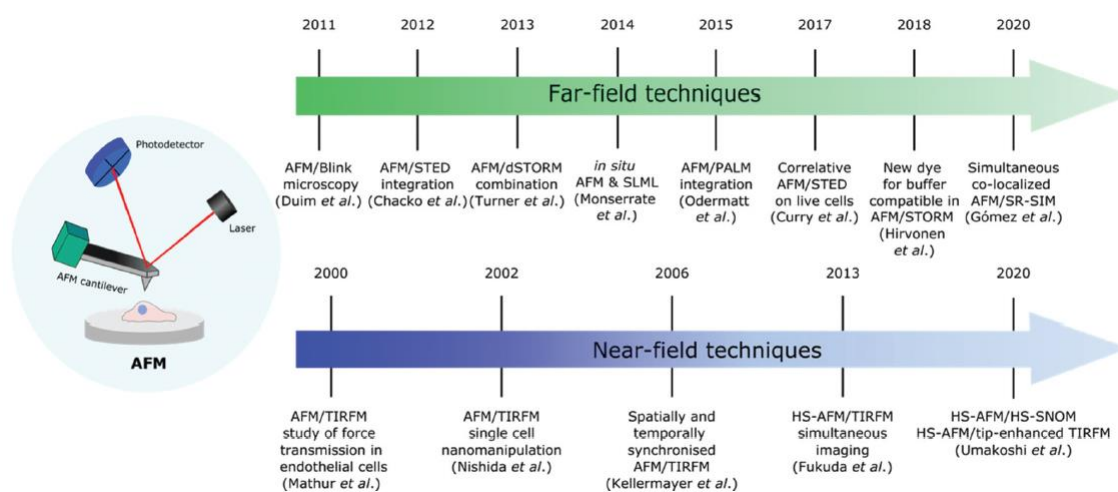 2011 2012 2013 2014 2015 2017 2018 2020
Far-field techniques
AFM/Blink
microscopy
(Duim et al.)
AFM/STED
integration
(Chacko et al.)
AFM/dSTORM
combination
(Turner et al.)
in situ
AFM & SLML
(Monserrate
et al.)
AFM/PALM
integration
(Odermatt
et al.)
Correlative
AFM/STED
on live cells
(Curry et al.)
New dye
for buffer
compatible in
AFM/STORM
(Hirvonen
et al.)
Simultaneous
co-localized
AFM/SR-SIM
(Gómez et al.)
Photodetector
Laser
AFM cantilever
AFM
2000 2002 2006 2013 2020
Near-field techniques
AFM/TIRFM
study of force
transmission in
endothelial cells
(Mathur et al.)
AFM/TIRFM
single cell
nanomanipulation
(Nishida et al.)
Spatially and
temporally
synchronised
AFM/TIRFM
(Kellermayer et al.)
HS-AFM/TIRFM
simultaneous
imaging
(Fukuda et al.)
HS-AFM/HS-SNOM
HS-AFM/tip-enhanced TIRFM
(Umakoshi et al.)